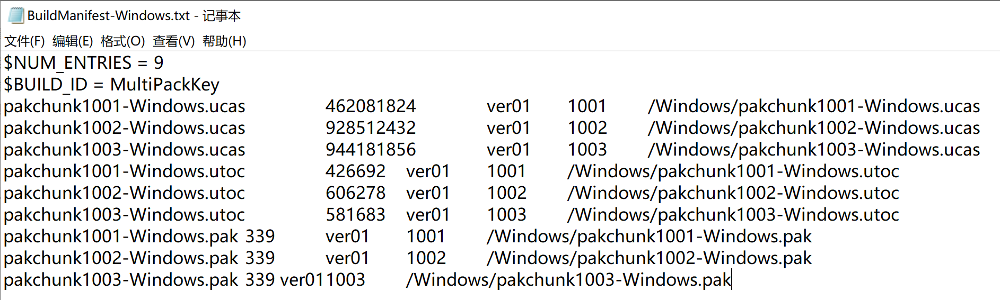 BuildManifest-Windows.txt - 记事本
文件(F) 编辑(E) 格式(O) 查看(V) 帮助(H)
$NUM_ENTRIES = 9
$BUILD_ID = MultiPackKey
pakchunk1001-Windows.ucas 462081824 ver01 1001 /Windows/pakchunk1001-Windows.ucas
pakchunk1002-Windows.ucas 928512432 ver01 1002 /Windows/pakchunk1002-Windows.ucas
pakchunk1003-Windows.ucas 944181856 ver01 1003 /Windows/pakchunk1003-Windows.ucas
pakchunk1001-Windows.utoc 426692 ver01 1001 /Windows/pakchunk1001-Windows.utoc
pakchunk1002-Windows.utoc 606278 ver01 1002 /Windows/pakchunk1002-Windows.utoc
pakchunk1003-Windows.utoc 581683 ver01 1003 /Windows/pakchunk1003-Windows.utoc
pakchunk1001-Windows.pak 339 ver01 1001 /Windows/pakchunk1001-Windows.pak
pakchunk1002-Windows.pak 339 ver01 1002 /Windows/pakchunk1002-Windows.pak
pakchunk1003-Windows.pak 339 ver011003 /Windows/pakchunk1003-Windows.pak